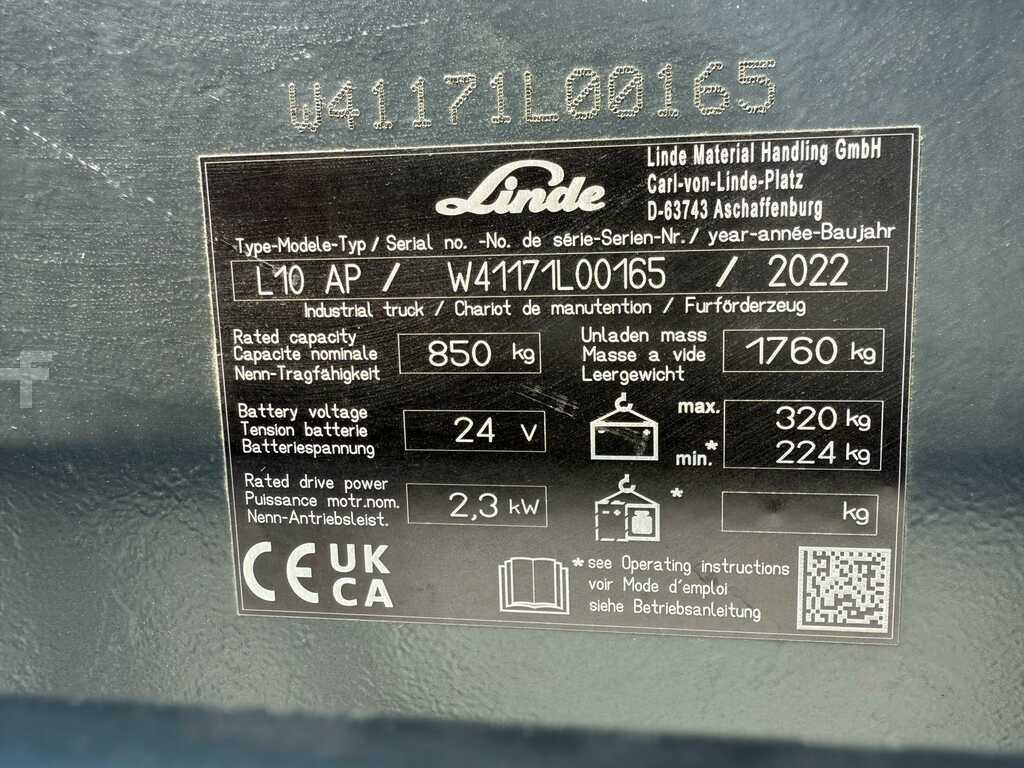 W41171L00165
Linde
Linde Material Handling GmbH
Carl-von-Linde-Platz
D-63743 Aschaffenburg
Type-Modele-Typ / Serial no. -No. de série-Serien-Nr. / year-année-Baujahr
L10 AP / W41171L00165 / 2022
Industrial truck / Chariot de manutention / Furförderzeug
Rated capacity
Capacite nominale
Nenn-Tragfähigkeit
850 kg
Unladen mass
Masse a vide
Leergewicht
1760 kg
Battery voltage
Tension batterie
Batteriespannung
24 V
max. 320 kg
min.* 224 kg
Rated drive power
Puissance motr.nom.
Nenn-Antriebsleist.
2,3 kW
* kg
CE UK
CA
* see Operating instructions
voir Mode d'emploi
siehe Betriebsanleitung